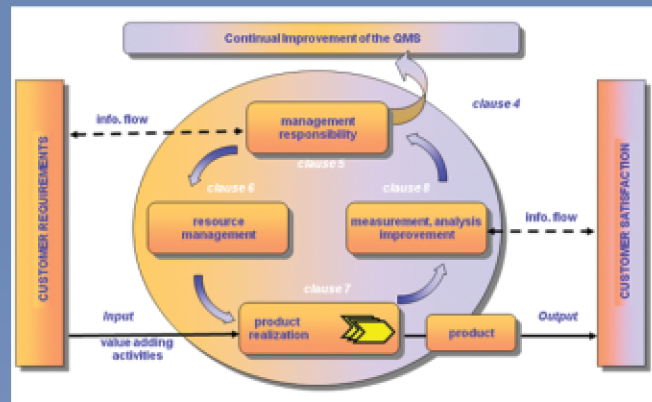 Continual Improvement of the QMS
clause 4
info. flow
management
responsibility
clause 5
clause 6
clause 8
CUSTOMER REQUIREMENTS
resource
management
measurement, analysis
improvement
info. flow
CUSTOMER SATISFACTION
clause 7
Input
product
realization
product
Output
value adding
activities